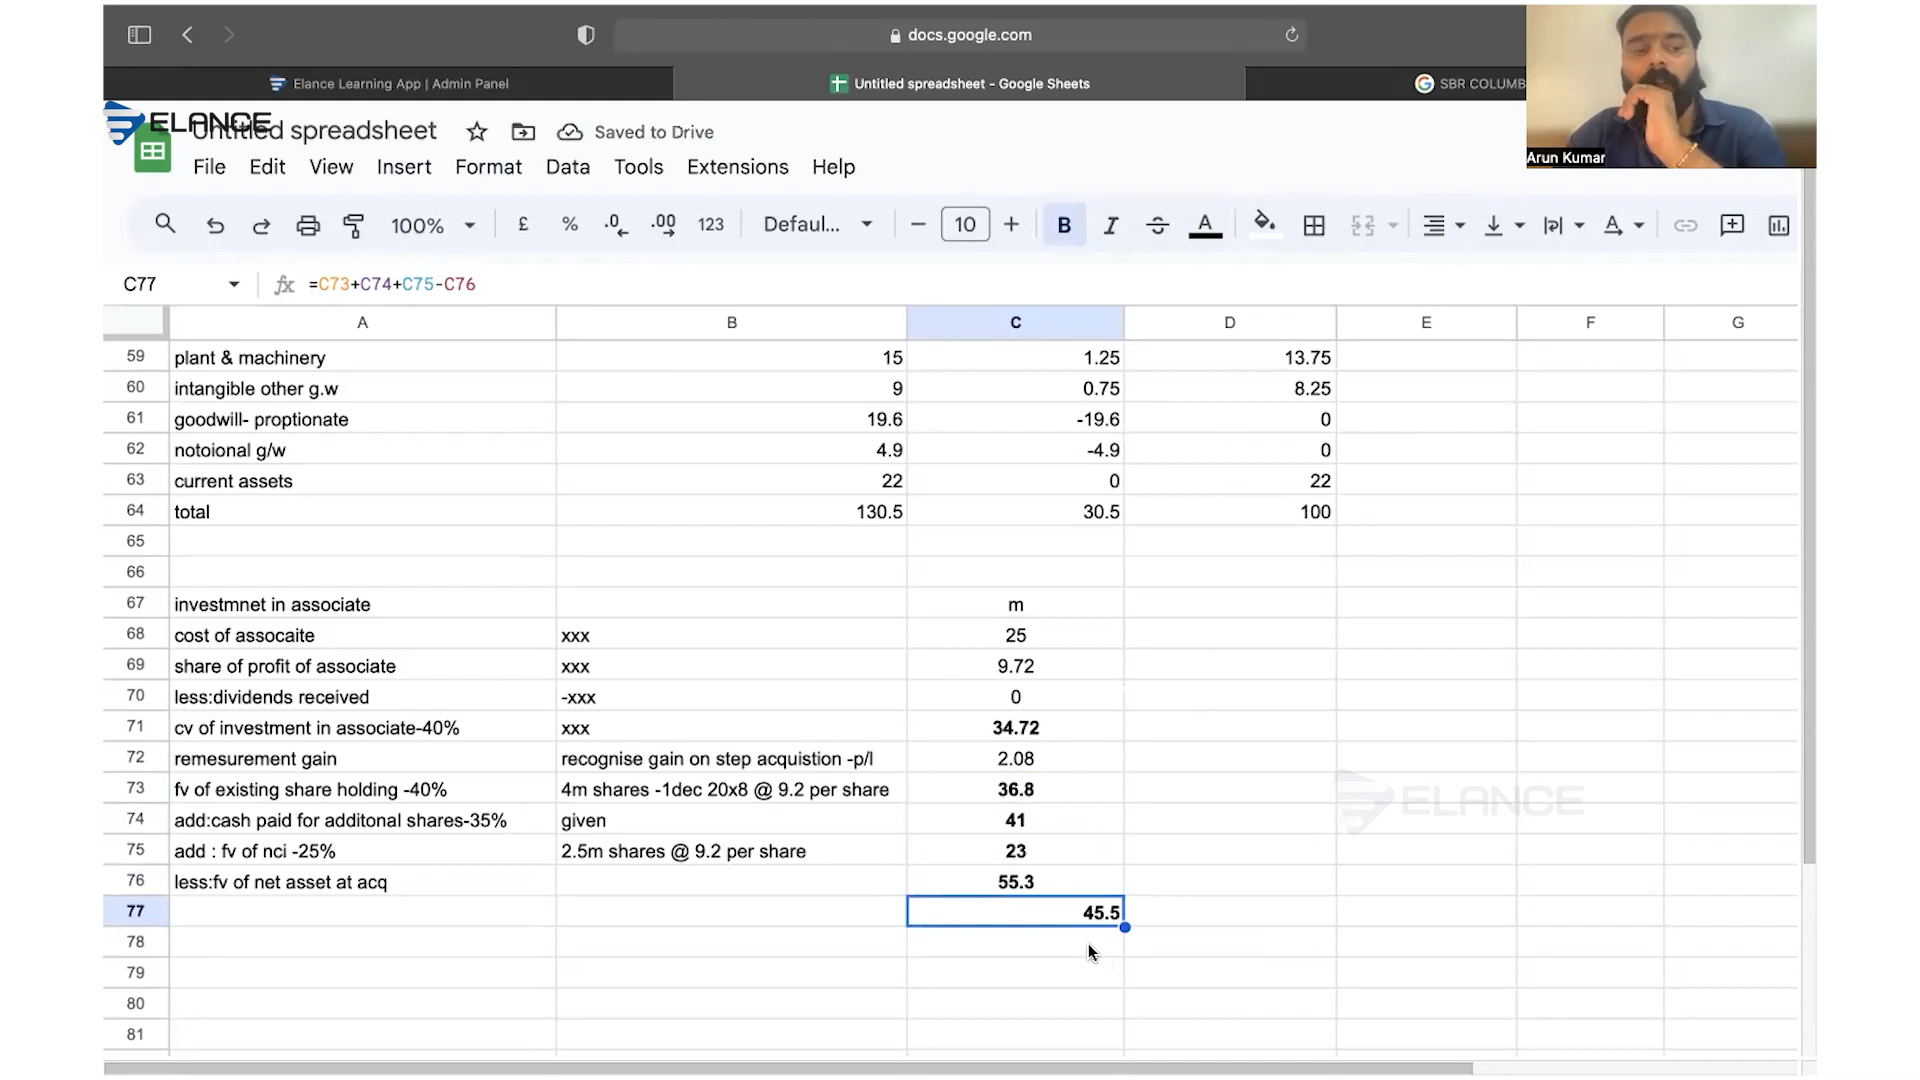 docs.google.com
Elance Learning App | Admin Panel
Untitled spreadsheet - Google Sheets
SBR COLUMB
Arun Kumar
ELANCE
Untitled spreadsheet
Saved to Drive
File Edit View Insert Format Data Tools Extensions Help
100% £ % .0 .00 123 Defaul... 10 B I A A
C77 fx =C73+C74+C75-C76
A B C D E F G
59 plant & machinery 15 1.25 13.75
60 intangible other g.w 9 0.75 8.25
61 goodwill- proptionate 19.6 -19.6 0
62 notoional g/w 4.9 -4.9 0
63 current assets 22 0 22
64 total 130.5 30.5 100
65
66
67 investmnet in associate m
68 cost of assocaite xxx 25
69 share of profit of associate xxx 9.72
70 less:dividends received -xxx 0
71 cv of investment in associate-40% xxx 34.72
72 remesurement gain recognise gain on step acquistion -p/l 2.08
73 fv of existing share holding -40% 4m shares -1dec 20x8 @ 9.2 per share 36.8
74 add:cash paid for additonal shares-35% given 41
75 add : fv of nci -25% 2.5m shares @ 9.2 per share 23
76 less:fv of net asset at acq 55.3
77 45.5
78
79
80
81
ELANCE